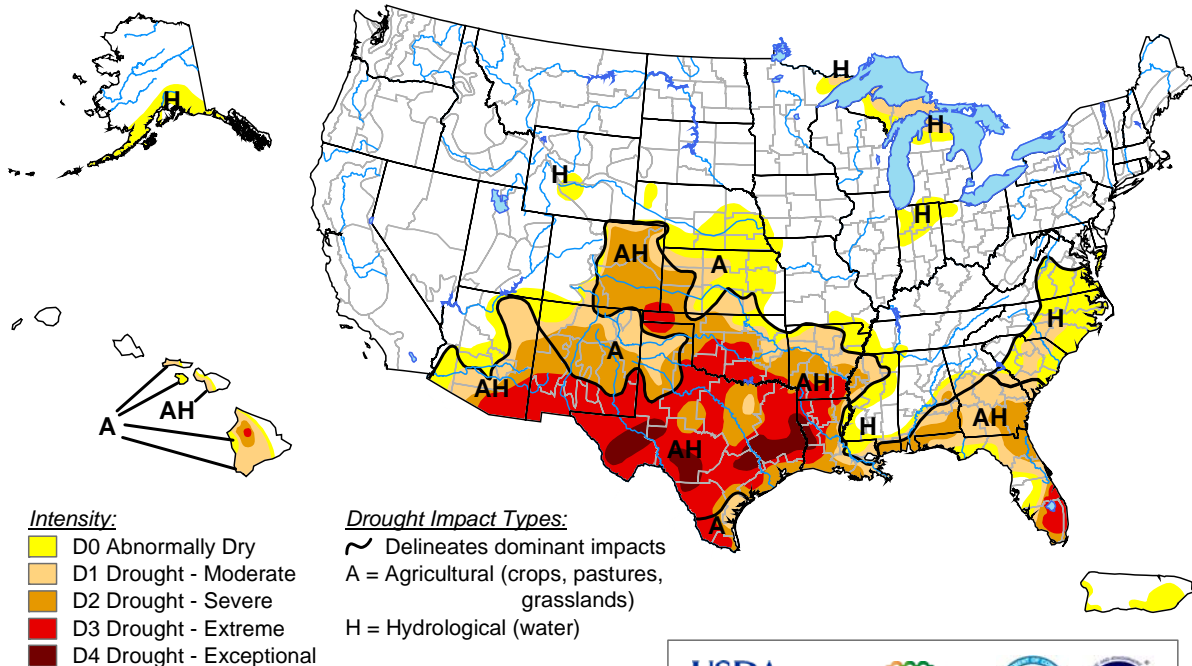 H
H
H
H
H
AH
A
H
A
AH
AH
AH
A
AH
H
AH
A
Intensity:
D0 Abnormally Dry
D1 Drought - Moderate
D2 Drought - Severe
D3 Drought - Extreme
D4 Drought - Exceptional
Drought Impact Types:
Delineates dominant impacts
A = Agricultural (crops, pastures,
grasslands)
H = Hydrological (water)
USDA